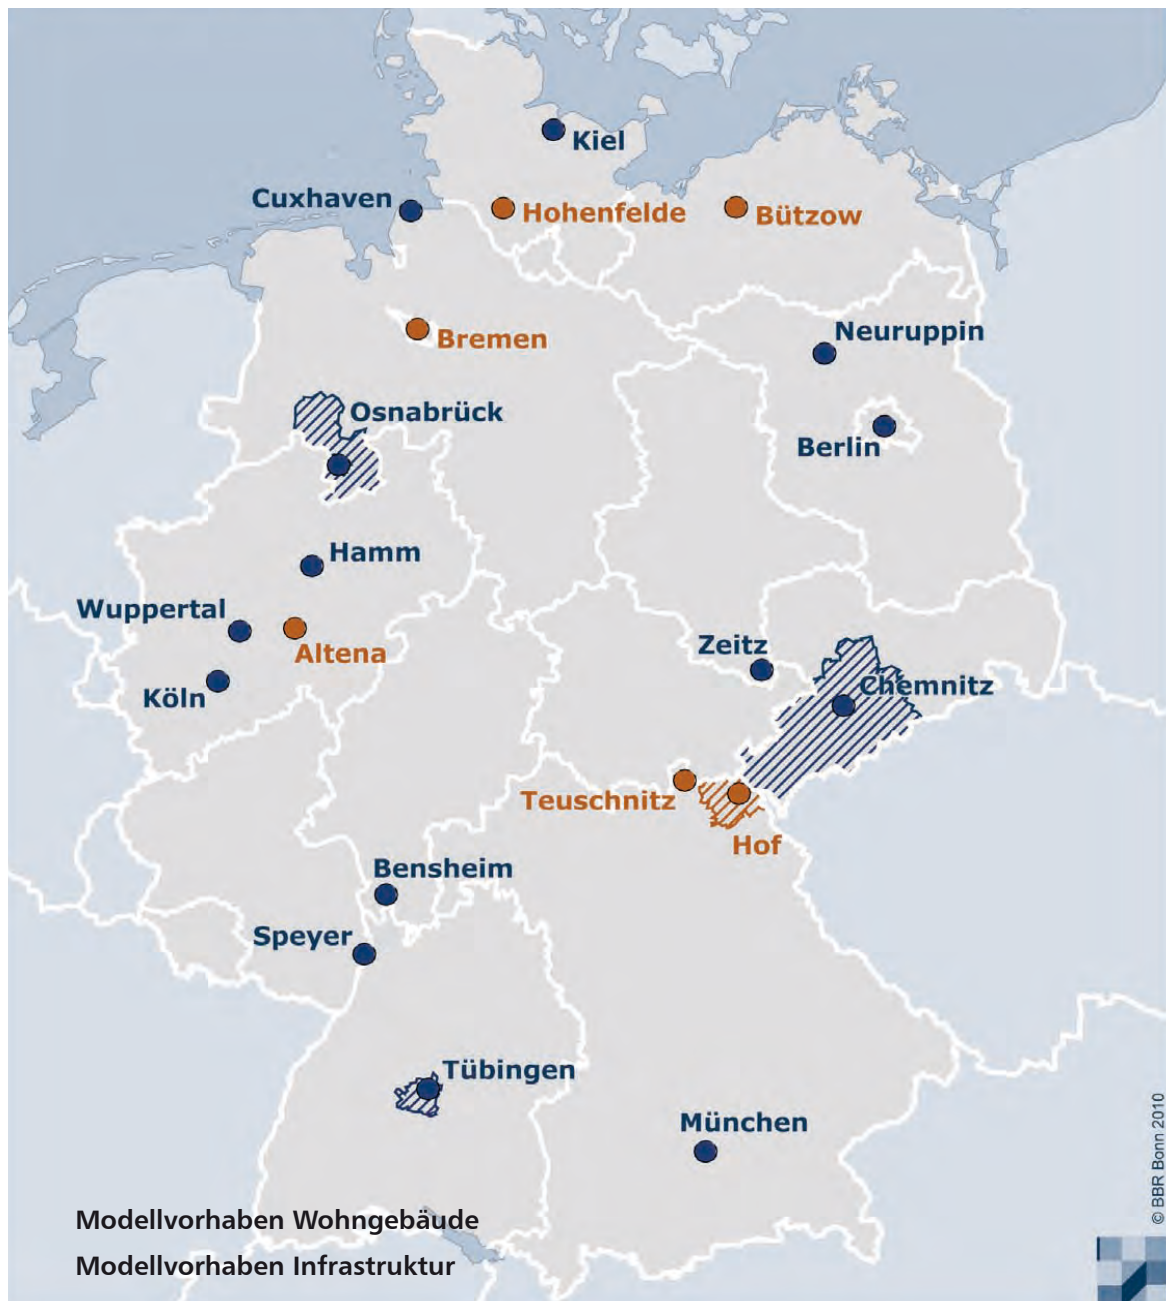 Kiel
Cuxhaven
Hohenfelde
Bützow
Bremen
Neuruppin
Osnabrück
Berlin
Hamm
Wuppertal
Altena
Zeitz
Köln
Chemnitz
Teuschnitz
Hof
Bensheim
Speyer
Tübingen
München
© BBR Bonn 2010
Modellvorhaben Wohngebäude
Modellvorhaben Infrastruktur